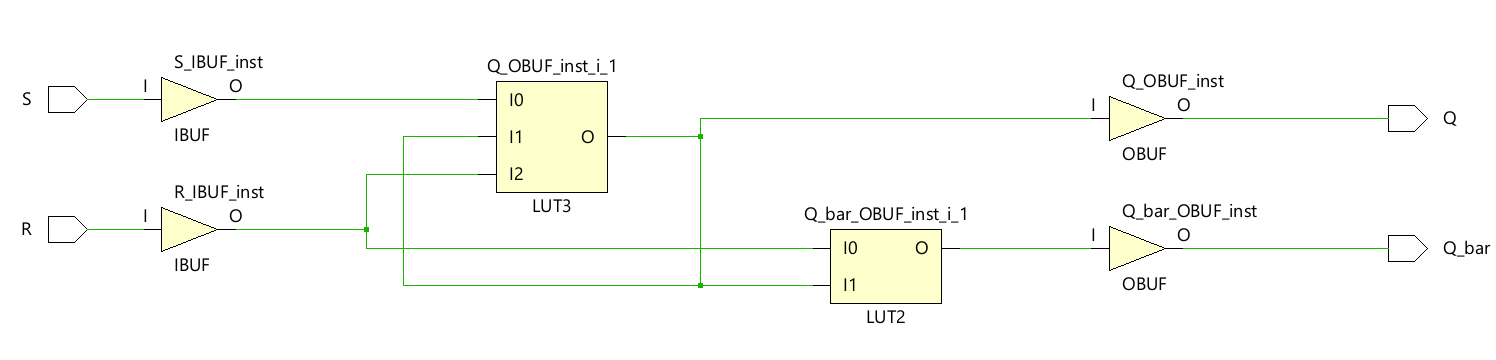 S_IBUF_inst
S
I
O
IBUF
R_IBUF_inst
R
I
O
IBUF
Q_OBUF_inst_i_1
I0
I1
I2
O
LUT3
Q_bar_OBUF_inst_i_1
I0
I1
O
LUT2
Q_OBUF_inst
I
O
OBUF
Q
Q_bar_OBUF_inst
I
O
OBUF
Q_bar